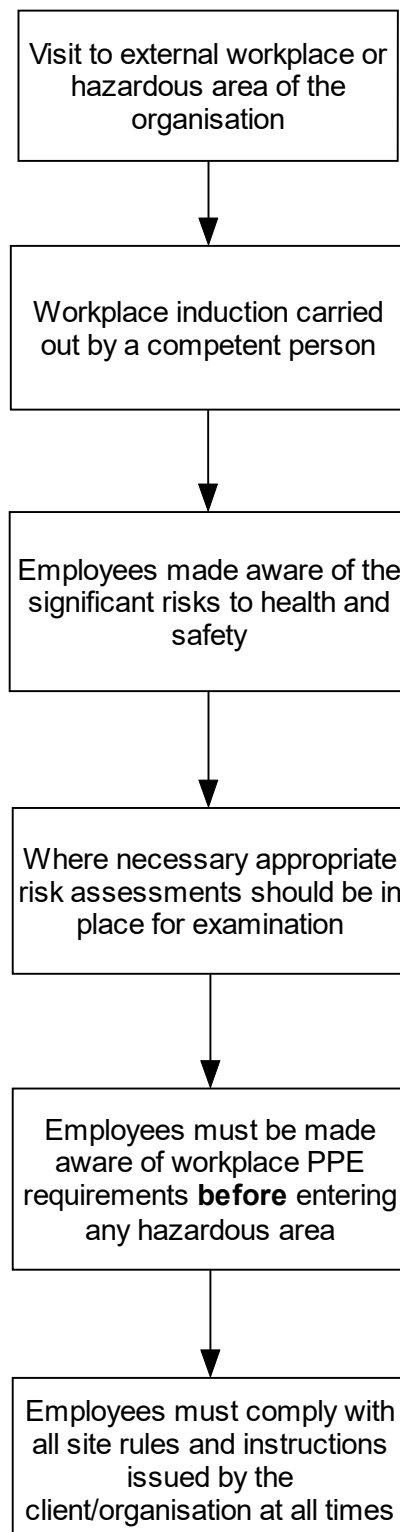 Visit to external workplace or
hazardous area of the
organisation
Workplace induction carried
out by a competent person
Employees made aware of the
significant risks to health and
safety
Where necessary appropriate
risk assessments should be in
place for examination
Employees must be made
aware of workplace PPE
requirements before entering
any hazardous area
Employees must comply with
all site rules and instructions
issued by the
client/organisation at all times